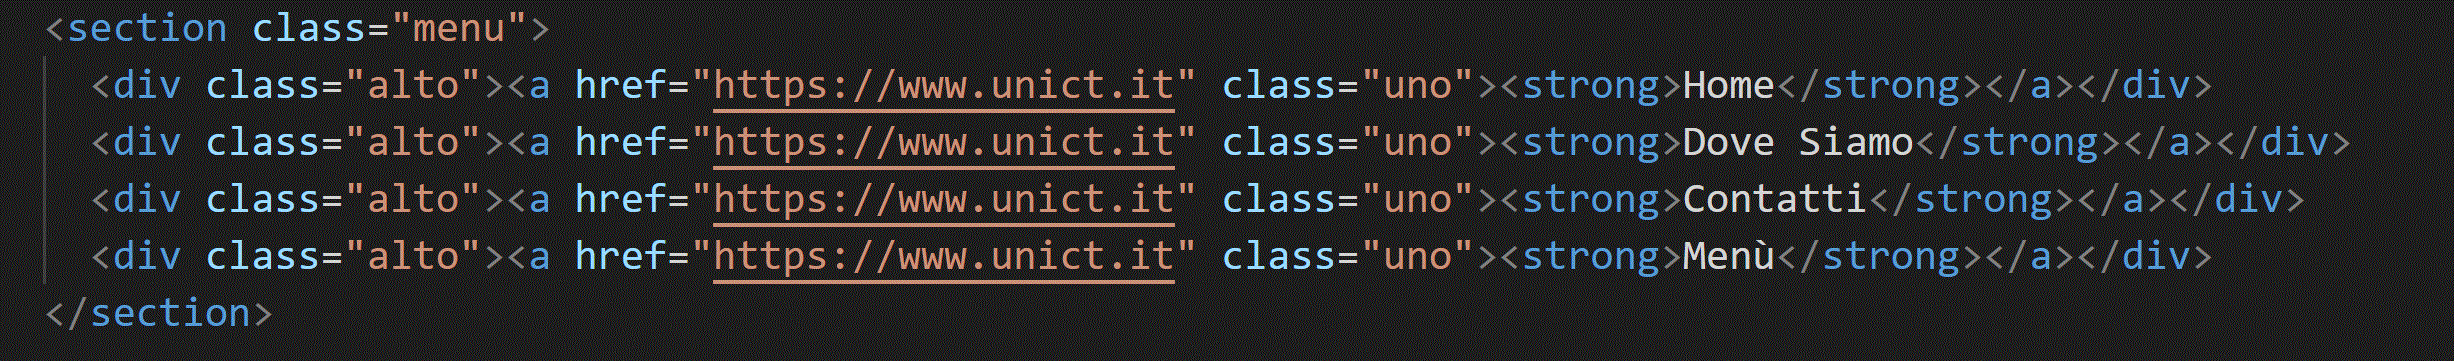 <section class="menu">
<div class="alto"><a href="https://www.unict.it" class="uno"><strong>Home</strong></a></div>
<div class="alto"><a href="https://www.unict.it" class="uno"><strong>Dove Siamo</strong></a></div>
<div class="alto"><a href="https://www.unict.it" class="uno"><strong>Contatti</strong></a></div>
<div class="alto"><a href="https://www.unict.it" class="uno"><strong>Menù</strong></a></div>
</section>